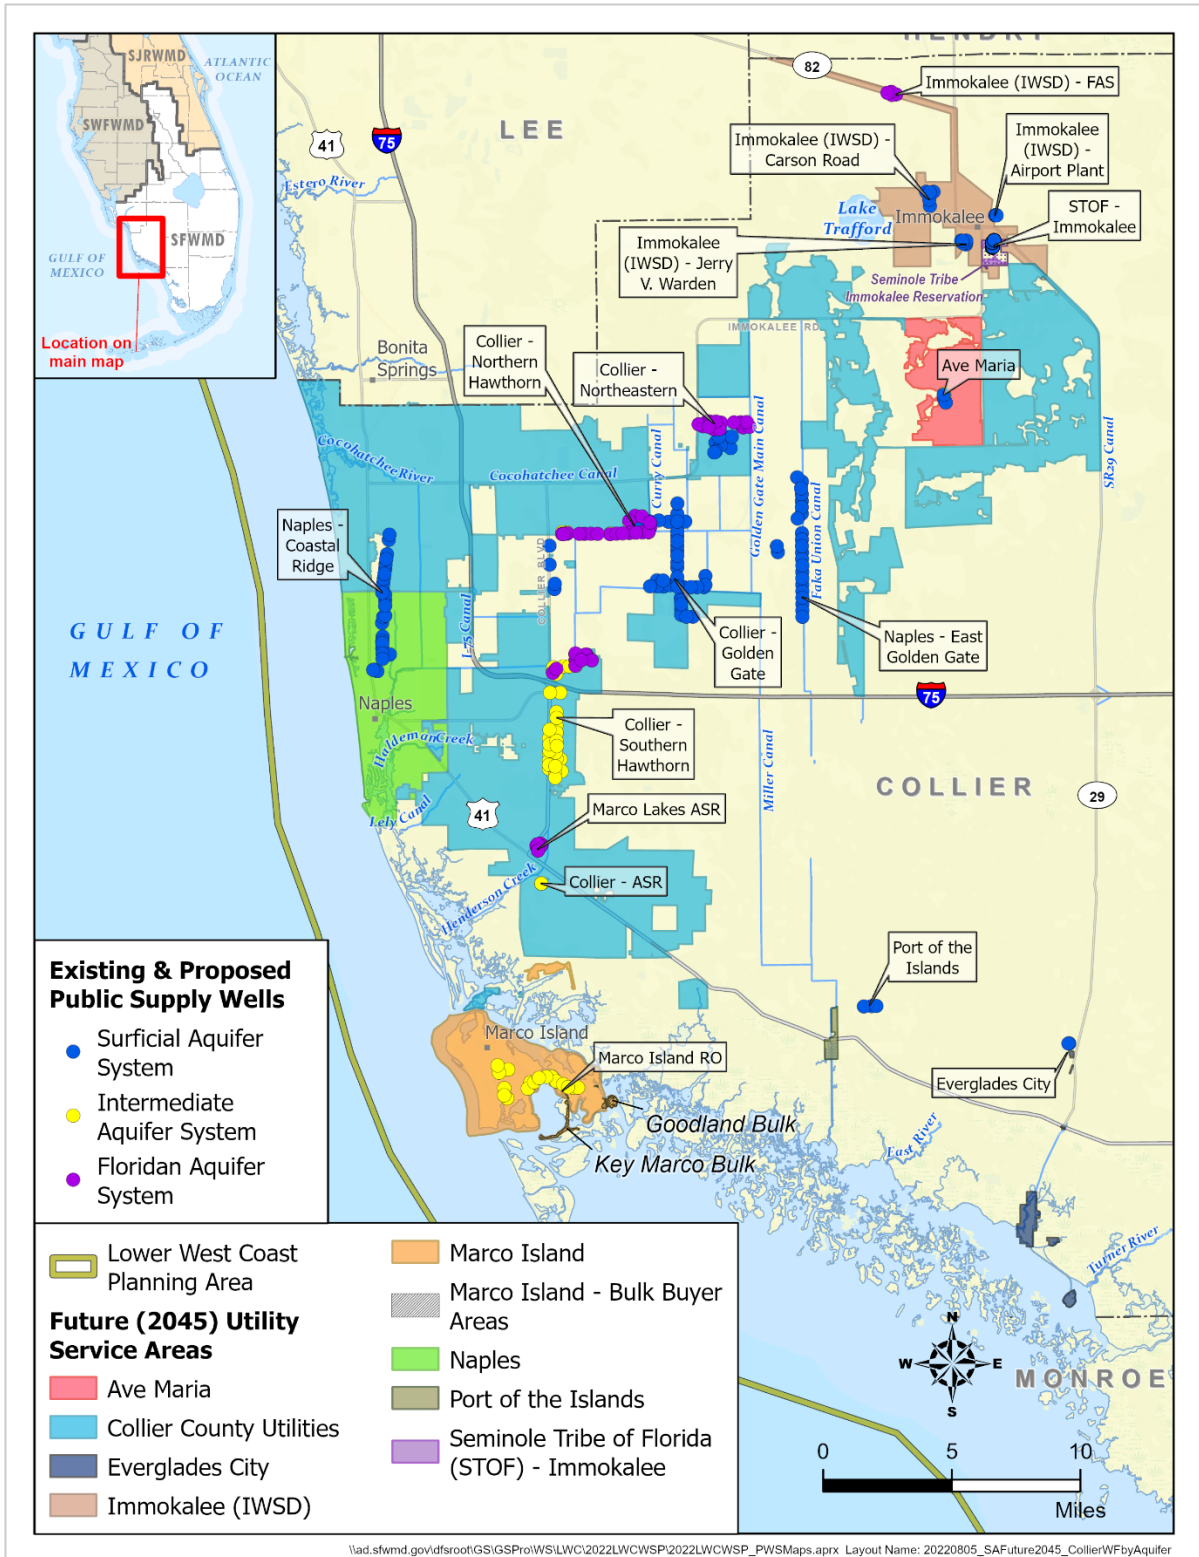 SJRWMD
ATLANTIC
OCEAN
SWFWMD
SFWMD
GULF OF
MEXICO
Location on
main map
HENDRY
82
Immokalee (IWSD) - FAS
LEE
41
75
Immokalee
(IWSD) -
Carson Road
Immokalee
(IWSD) -
Airport Plant
Estero River
Lake
Trafford
Immokalee
STOF -
Immokalee
Immokalee
(IWSD) - Jerry
V. Warden
Seminole Tribe
Immokalee Reservation
IMMOKALEE RD
Bonita
Springs
Collier -
Northern
Hawthorn
Collier -
Northeastern
Ave Maria
Cocohatchee River
Cocohatchee Canal
Curry Canal
Golden Gate Main Canal
SR29 Canal
Naples -
Coastal
Ridge
COLLIER BLVD
Faka Union Canal
GULF OF
MEXICO
I-75 Canal
Collier -
Golden
Gate
Naples - East
Golden Gate
75
Naples
Haldeman Creek
Collier -
Southern
Hawthorn
Miller Canal
COLLIER
29
Lely Canal
41
Marco Lakes ASR
Henderson Creek
Collier - ASR
Port of the
Islands
Marco Island
Marco Island RO
Everglades City
Goodland Bulk
Key Marco Bulk
East River
Turner River
MONROE
Existing & Proposed
Public Supply Wells
Surficial Aquifer
System
Intermediate
Aquifer System
Floridan Aquifer
System
Lower West Coast
Planning Area
Future (2045) Utility
Service Areas
Ave Maria
Collier County Utilities
Everglades City
Immokalee (IWSD)
Marco Island
Marco Island - Bulk Buyer
Areas
Naples
Port of the Islands
Seminole Tribe of Florida
(STOF) - Immokalee
N
W E
S
0 5 10
Miles
\\ad.sfwmd.gov\dfsroot\GS\GSPro\WS\LWC\2022LWCWSP\2022LWCWSP_PWSMaps.aprx Layout Name: 20220805_SAFuture2045_CollierWFbyAquifer